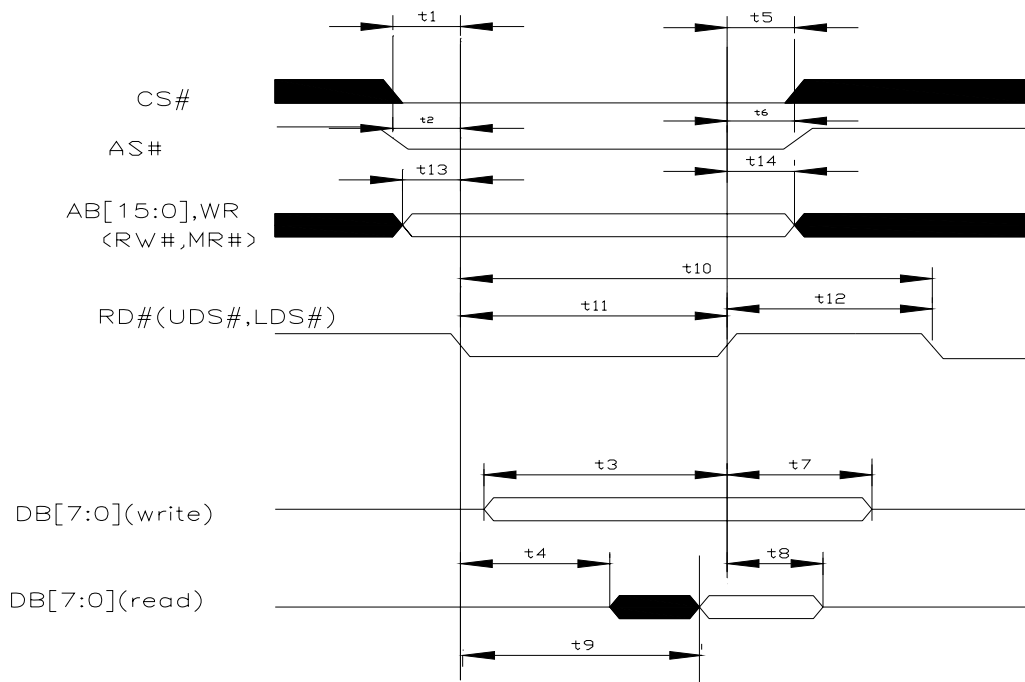 t1
t5
CS#
t2
t6
AS#
t13
t14
AB[15:0],WR
(RW#,MR#)
t10
t11
t12
RD#(UDS#,LDS#)
t3
t7
DB[7:0](write)
t4
t8
DB[7:0](read)
t9